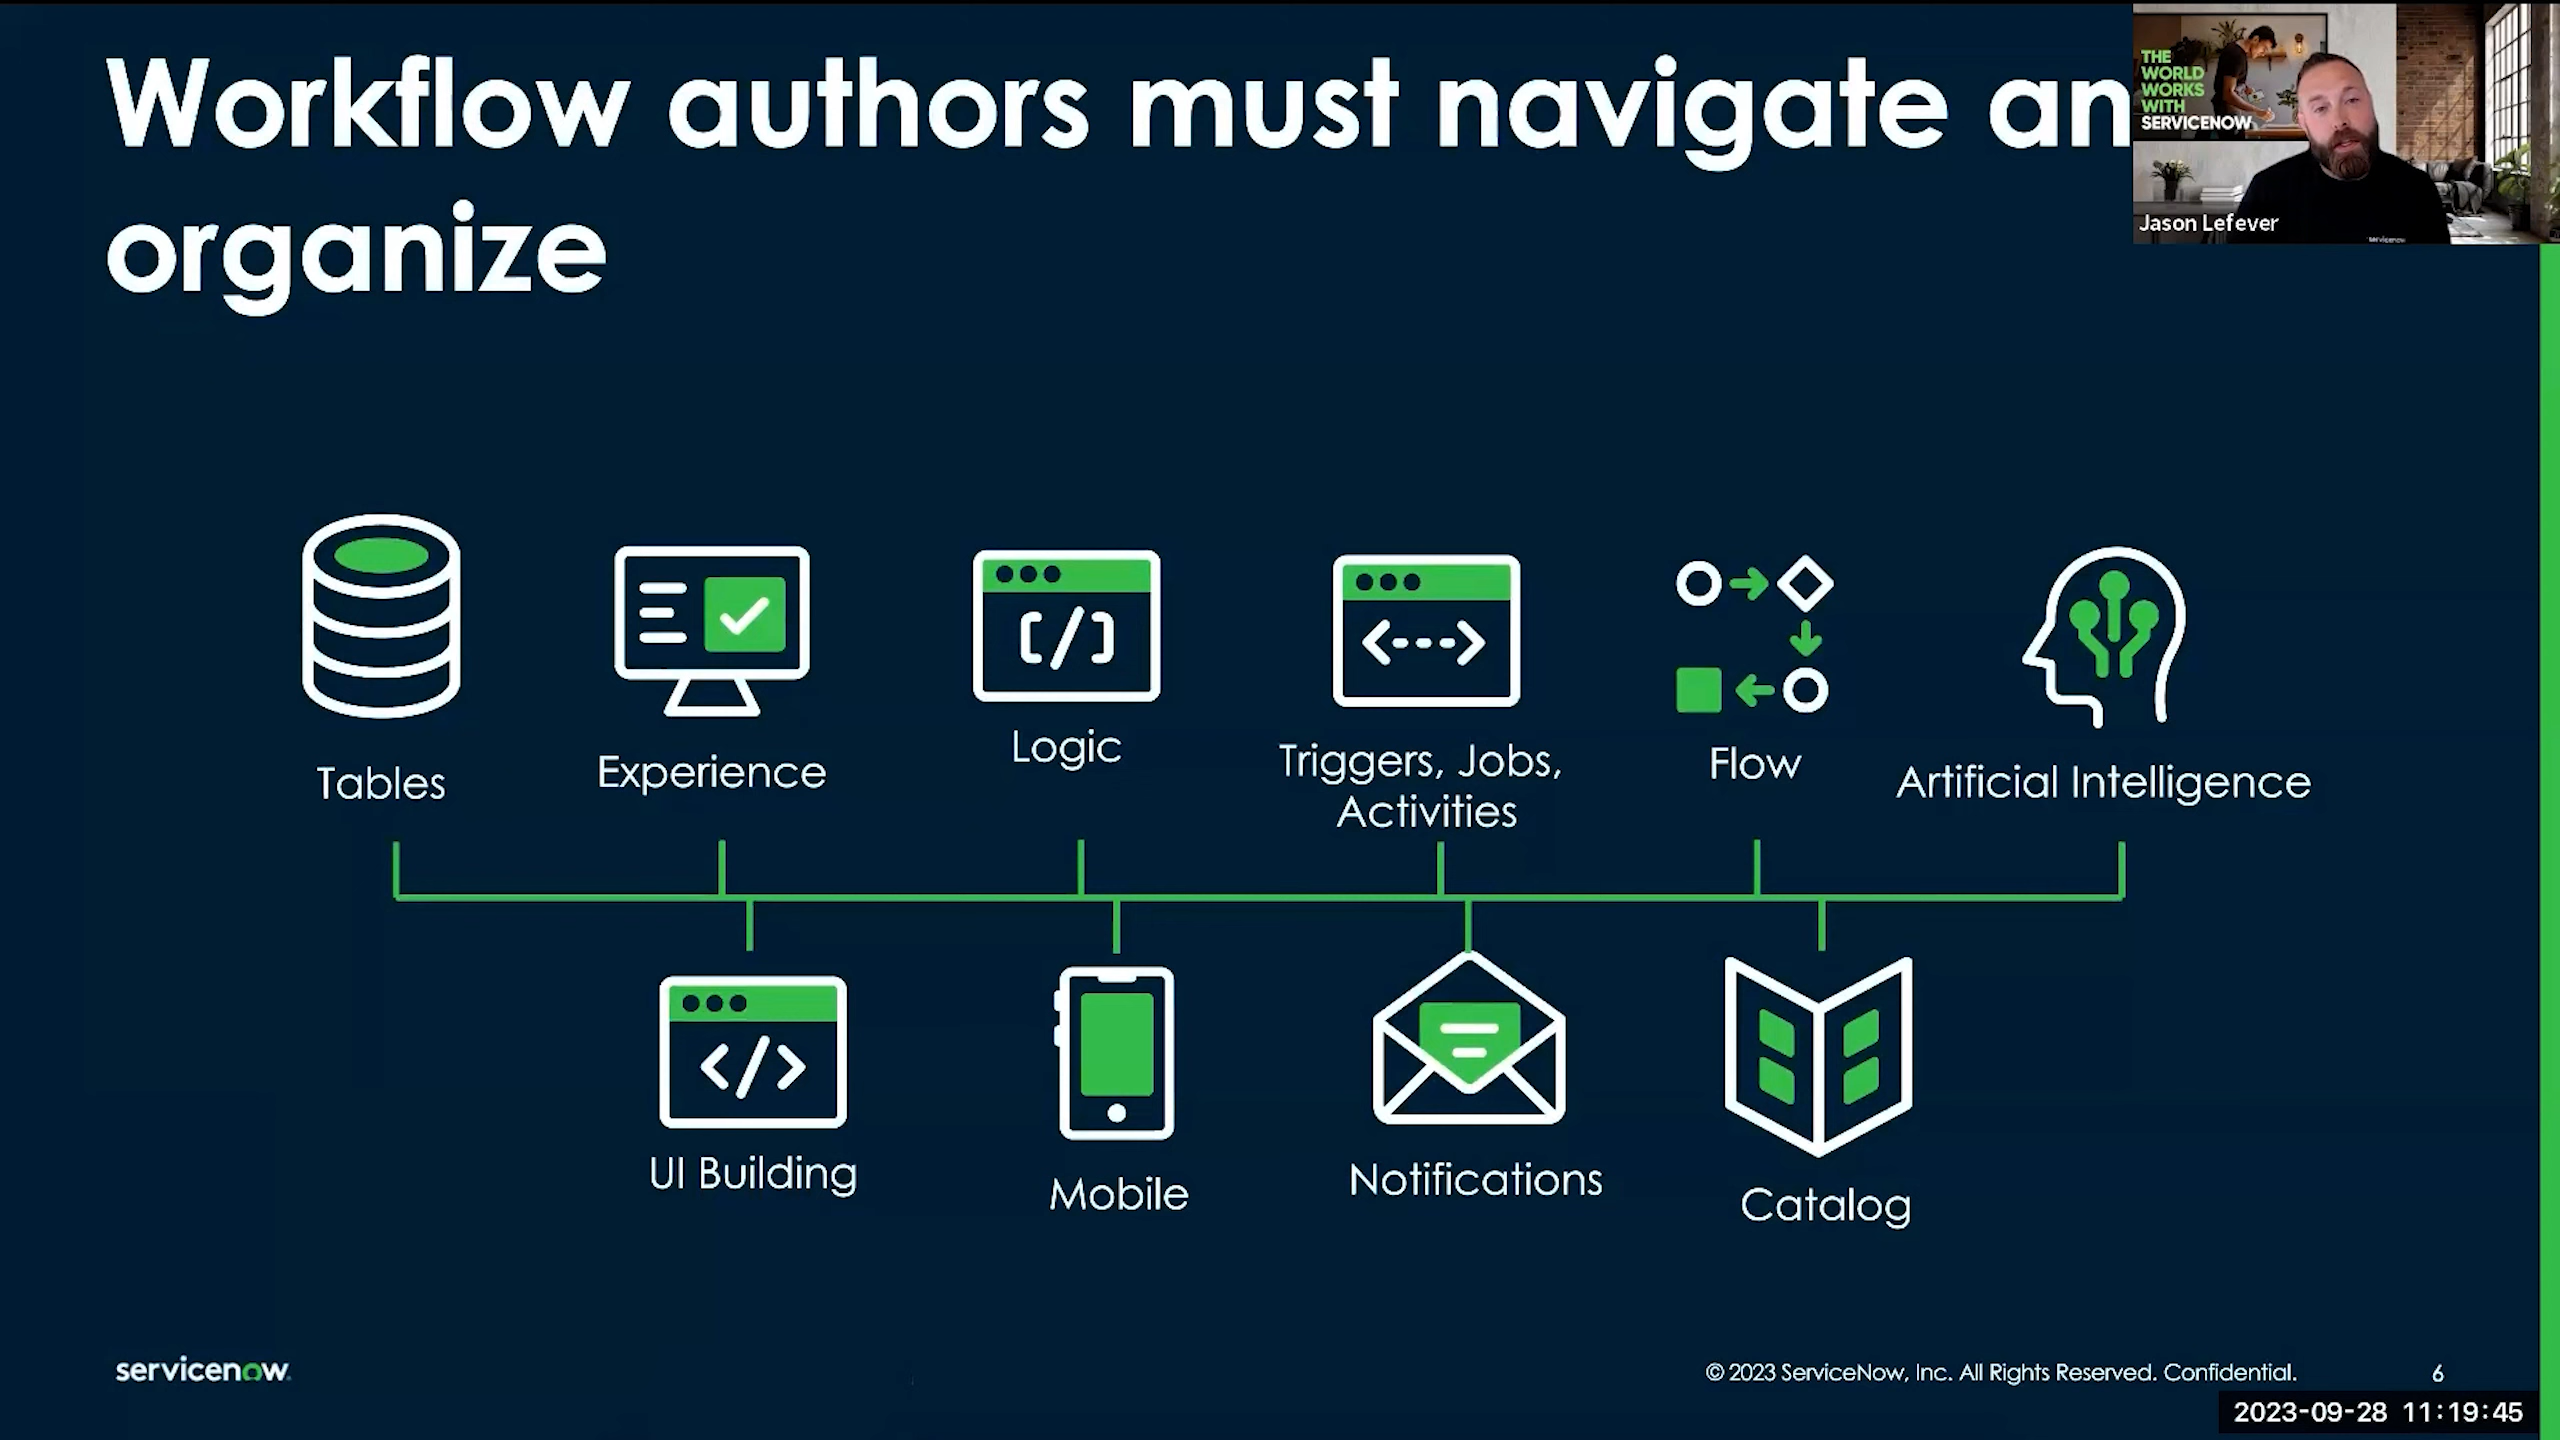 Workflow authors must navigate an
organize
THE
WORLD
WORKS
WITH
SERVICENOW
Jason Lefever
Tables
Experience
Logic
Triggers, Jobs,
Activities
Flow
Artificial Intelligence
UI Building
Mobile
Notifications
Catalog
servicenow
© 2023 ServiceNow, Inc. All Rights Reserved. Confidential.
6
2023-09-28 11:19:45